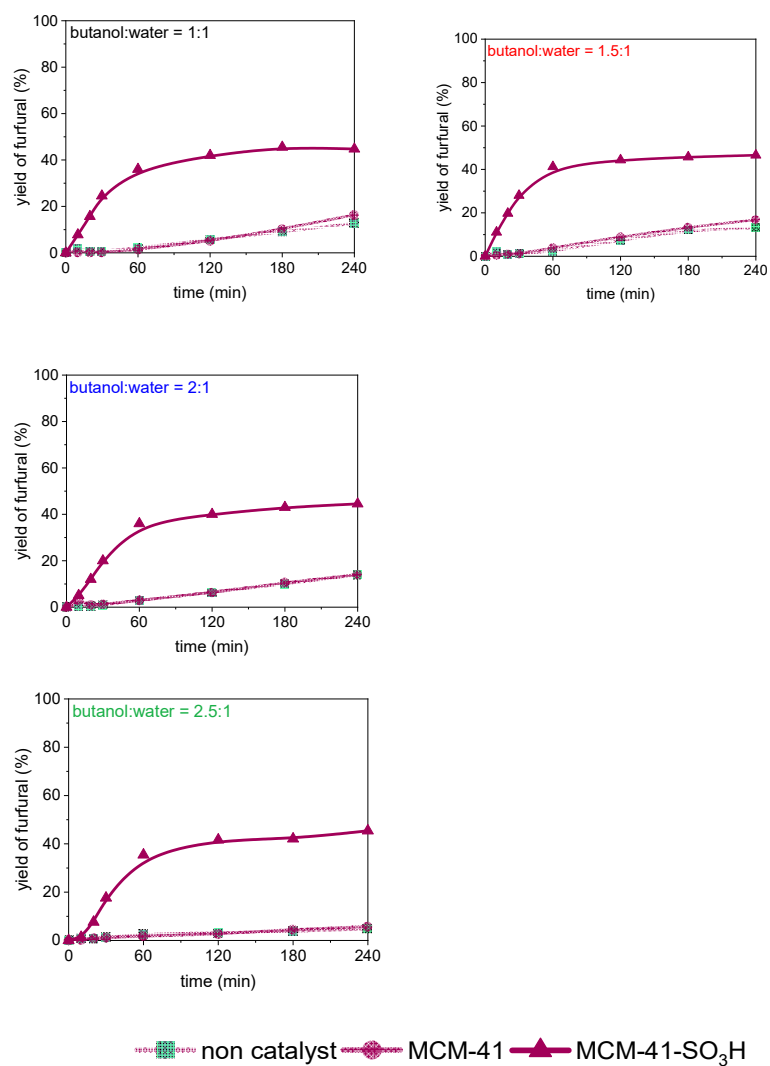 butanol:water = 1:1
yield of furfural (%)
100
80
60
40
20
0
0 60 120 180 240
time (min)
butanol:water = 1.5:1
yield of furfural (%)
100
80
60
40
20
0
0 60 120 180 240
time (min)
butanol:water = 2:1
yield of furfural (%)
100
80
60
40
20
0
0 60 120 180 240
time (min)
butanol:water = 2.5:1
yield of furfural (%)
100
80
60
40
20
0
0 60 120 180 240
time (min)
non catalyst MCM-41 MCM-41-SO₃H